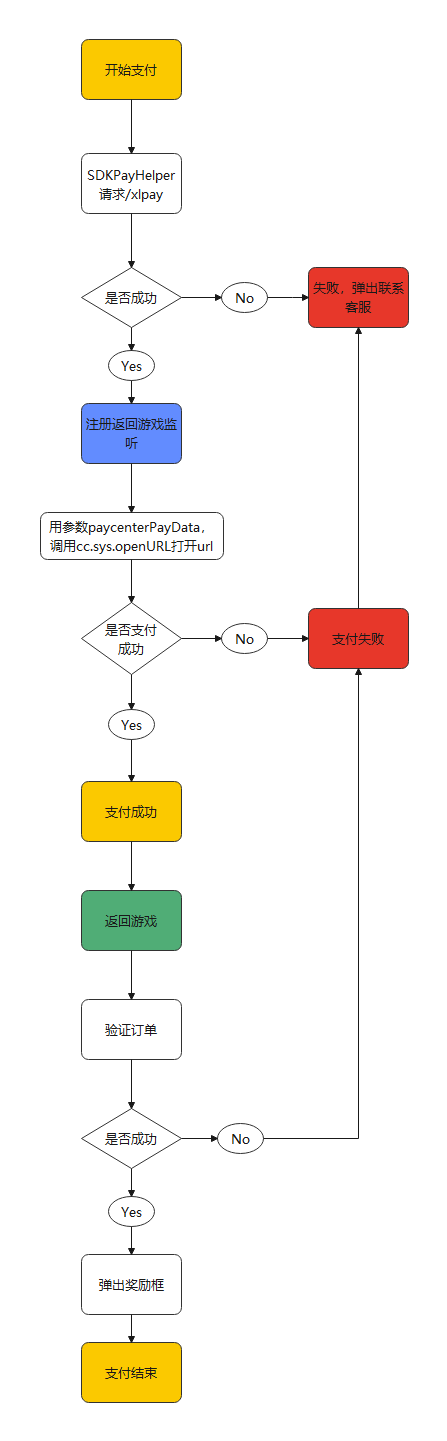 开始支付
SDKPayHelper
请求/xlpay
是否成功
No
失败，弹出联系
客服
Yes
注册返回游戏监
听
用参数paycenterPayData，
调用cc.sys.openURL打开url
是否支付
成功
No
支付失败
Yes
支付成功
返回游戏
验证订单
是否成功
No
Yes
弹出奖励框
支付结束